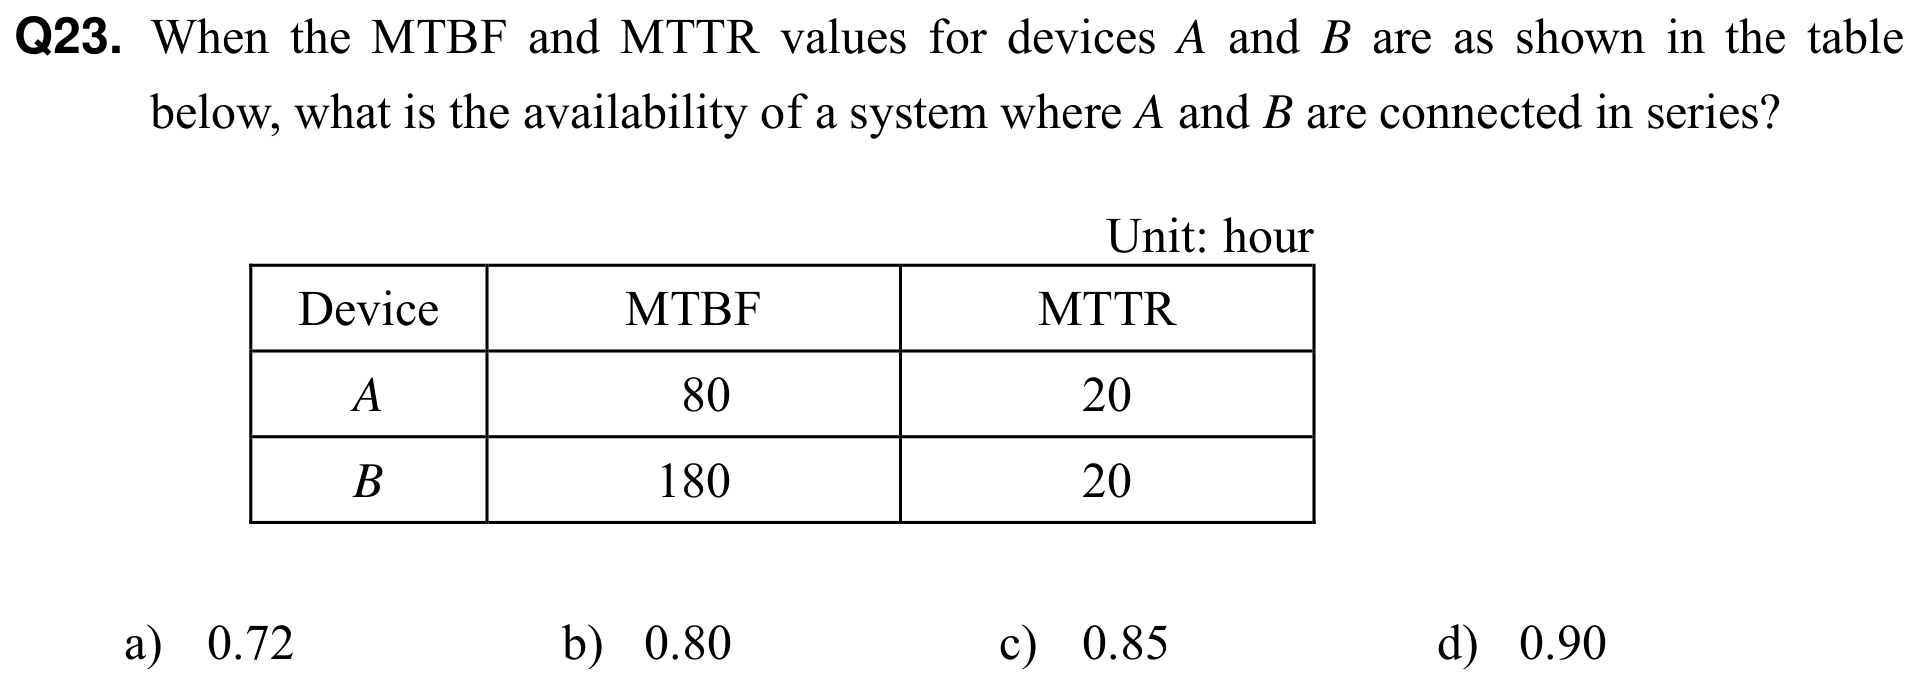 Q23. When the MTBF and MTTR values for devices A and B are as shown in the table
below, what is the availability of a system where A and B are connected in series?
Unit: hour
Device MTBF MTTR
A 80 20
B 180 20
a) 0.72 b) 0.80 c) 0.85 d) 0.90